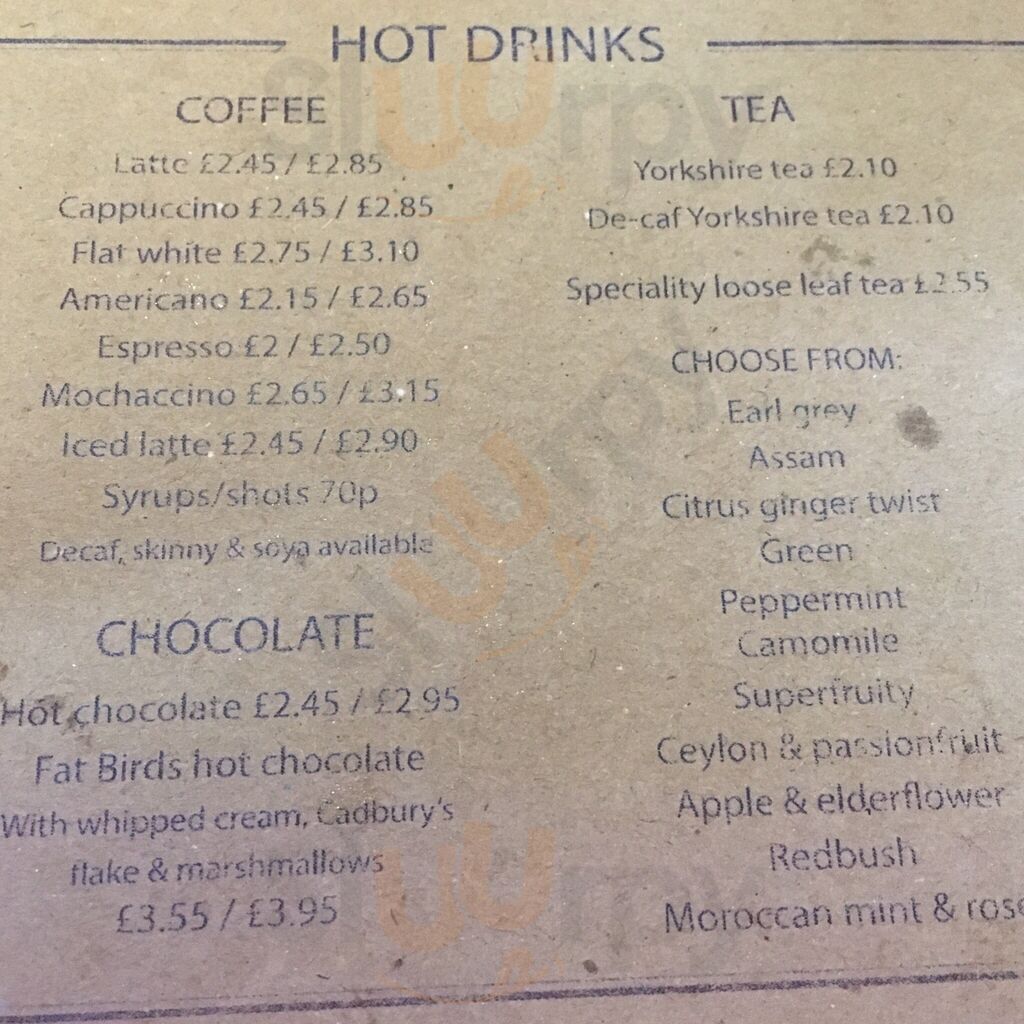 HOT DRINKS
COFFEE
Latte £2.45 / £2.85
Cappuccino £2.45 / £2.85
Flat white £2.75 / £3.10
Americano £2.15 / £2.65
Espresso £2 / £2.50
Mochaccino £2.65 / £3.15
Iced latte £2.45 / £2.90
Syrups/shots 70p
Decaf, skinny & soya available
CHOCOLATE
Hot chocolate £2.45 / £2.95
Fat Birds hot chocolate
With whipped cream, Cadbury's
flake & marshmallows
£3.55 / £3.95
TEA
Yorkshire tea £2.10
De-caf Yorkshire tea £2.10
Speciality loose leaf tea £2.55
CHOOSE FROM:
Earl grey
Assam
Citrus ginger twist
Green
Peppermint
Camomile
Superfruity
Ceylon & passionfruit
Apple & elderflower
Redbush
Moroccan mint & rose
sluurpy
sluurpy
sluurpy